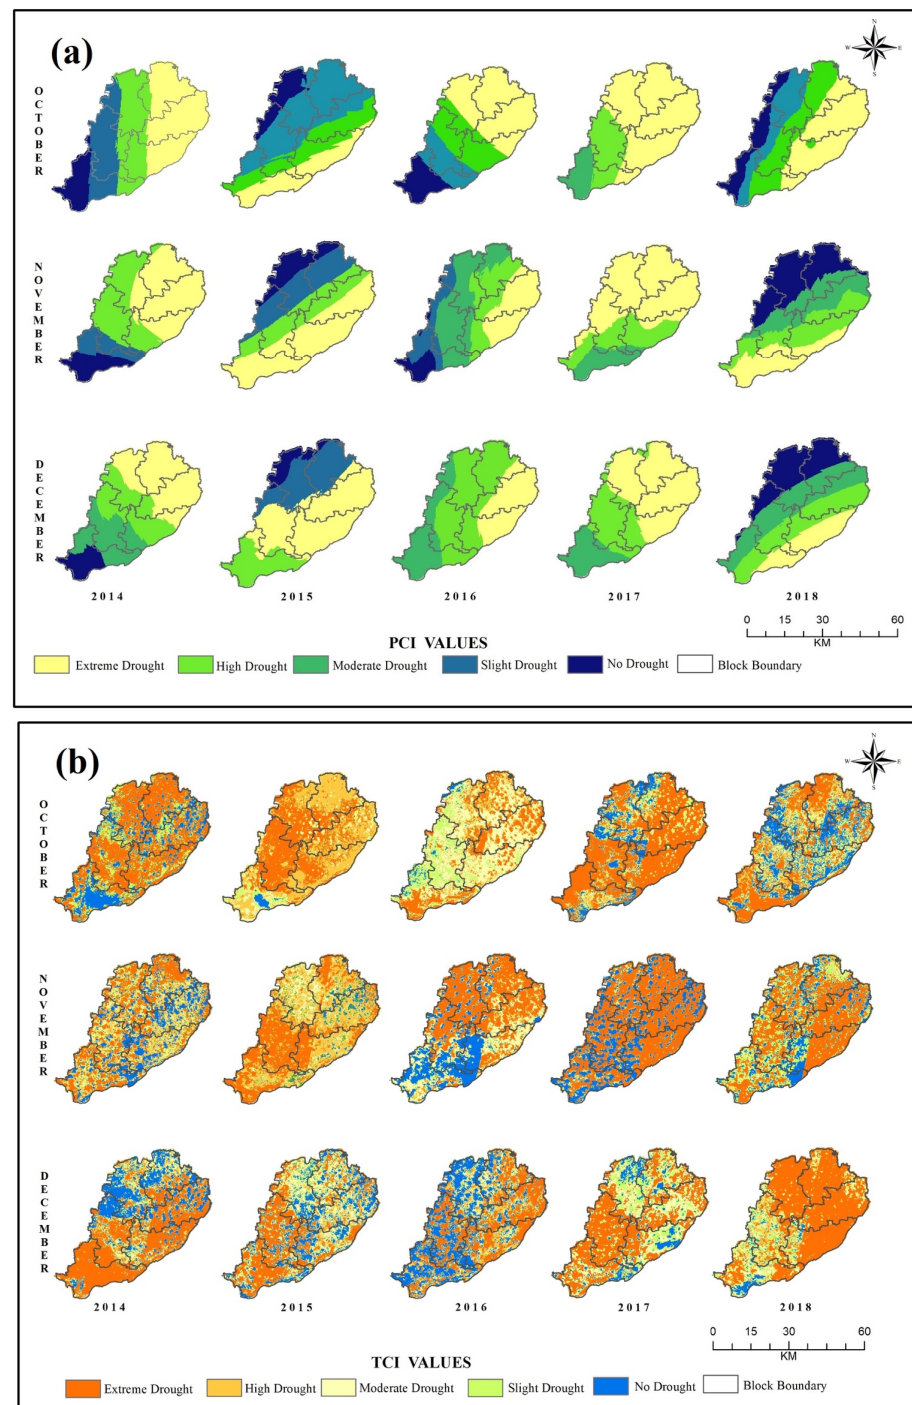 (a)
N
W E
S
OCTOBER
NOVEMBER
DECEMBER
2014 2015 2016 2017 2018
0 15 30 60
KM
PCI VALUES
Extreme Drought High Drought Moderate Drought Slight Drought No Drought Block Boundary
(b)
N
W E
S
OCTOBER
NOVEMBER
DECEMBER
2014 2015 2016 2017 2018
0 15 30 60
KM
TCI VALUES
Extreme Drought High Drought Moderate Drought Slight Drought No Drought Block Boundary